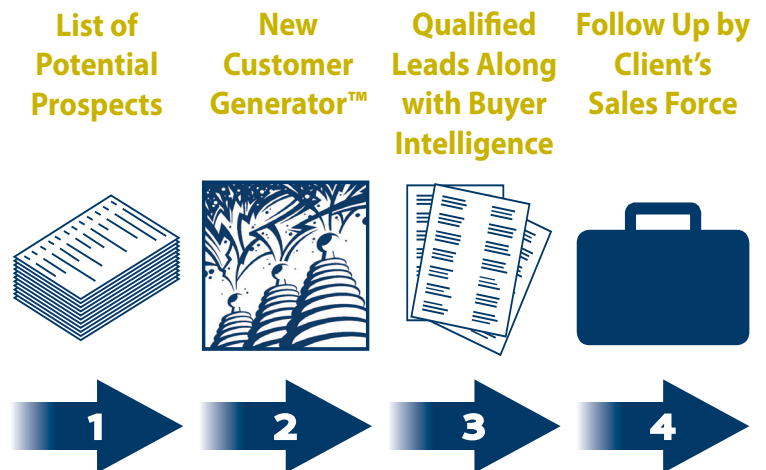 List of
Potential
Prospects
New
Customer
Generator™
Qualified
Leads Along
with Buyer
Intelligence
Follow Up by
Client’s
Sales Force
1
2
3
4